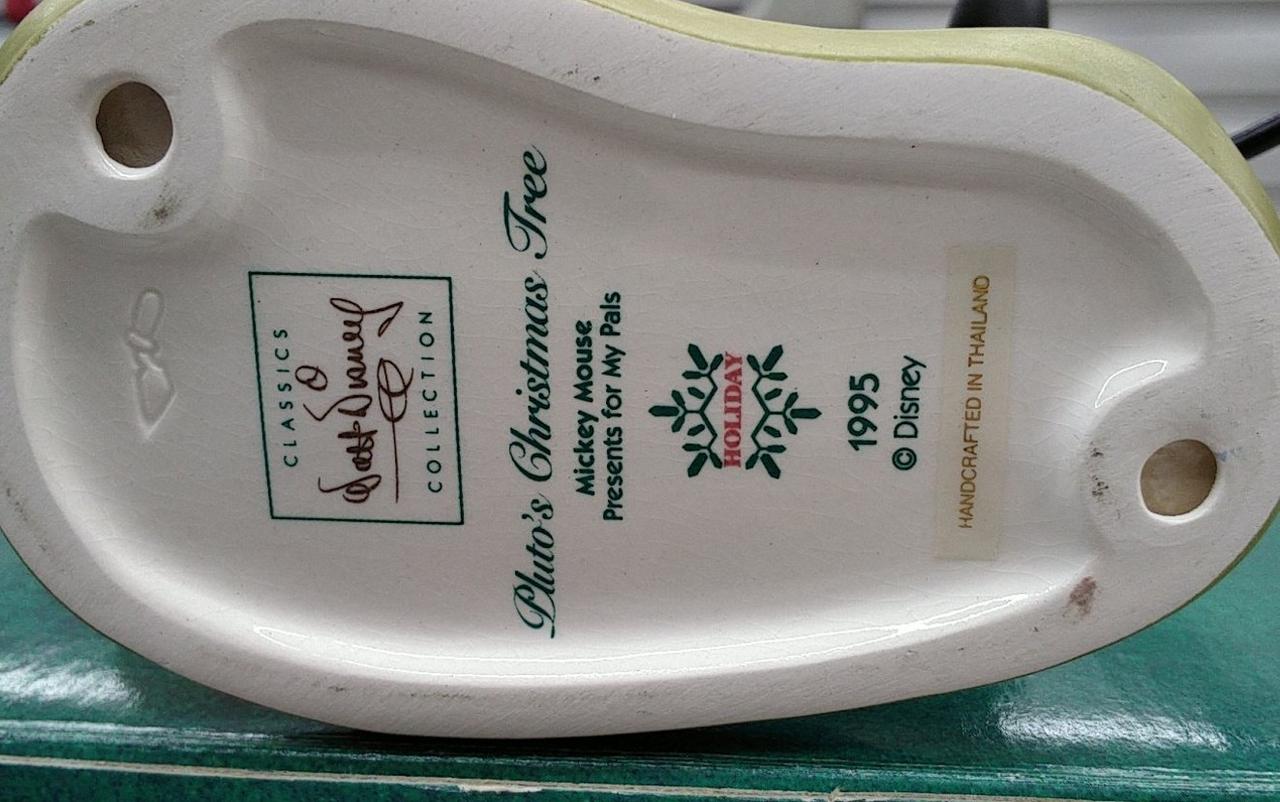 CLASSICS
Walt Disney
COLLECTION
Pluto's Christmas Tree
Mickey Mouse
Presents for My Pals
HOLIDAY
1995
© Disney
HANDCRAFTED IN THAILAND